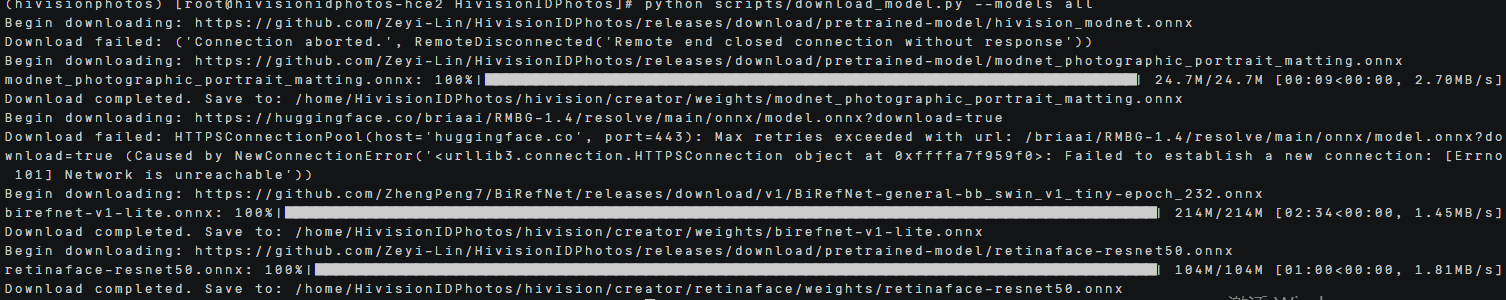 (hivisionphotos) [root@hivisionidphotos-hce2 HivisionIDPhotos]# python scripts/download_model.py --models all
Begin downloading: https://github.com/Zeyi-Lin/HivisionIDPhotos/releases/download/pretrained-model/hivision_modnet.onnx
Download failed: ('Connection aborted.', RemoteDisconnected('Remote end closed connection without response'))
Begin downloading: https://github.com/Zeyi-Lin/HivisionIDPhotos/releases/download/pretrained-model/modnet_photographic_portrait_matting.onnx
modnet_photographic_portrait_matting.onnx: 100%| | 24.7M/24.7M [00:09<00:00, 2.70MB/s]
Download completed. Save to: /home/HivisionIDPhotos/hivision/creator/weights/modnet_photographic_portrait_matting.onnx
Begin downloading: https://huggingface.co/briaai/RMBG-1.4/resolve/main/onnx/model.onnx?download=true
Download failed: HTTPSConnectionPool(host='huggingface.co', port=443): Max retries exceeded with url: /briaai/RMBG-1.4/resolve/main/onnx/model.onnx?do
wnload=true (Caused by NewConnectionError('<urllib3.connection.HTTPSConnection object at 0xffffa7f959f0>: Failed to establish a new connection: [Errno
101] Network is unreachable'))
Begin downloading: https://github.com/ZhengPeng7/BiRefNet/releases/download/v1/BiRefNet-general-bb_swin_v1_tiny-epoch_232.onnx
birefnet-v1-lite.onnx: 100%| | 214M/214M [02:34<00:00, 1.45MB/s]
Download completed. Save to: /home/HivisionIDPhotos/hivision/creator/weights/birefnet-v1-lite.onnx
Begin downloading: https://github.com/Zeyi-Lin/HivisionIDPhotos/releases/download/pretrained-model/retinaface-resnet50.onnx
retinaface-resnet50.onnx: 100%| | 104M/104M [01:00<00:00, 1.81MB/s]
Download completed. Save to: /home/HivisionIDPhotos/hivision/creator/retinaface/weights/retinaface-resnet50.onnx